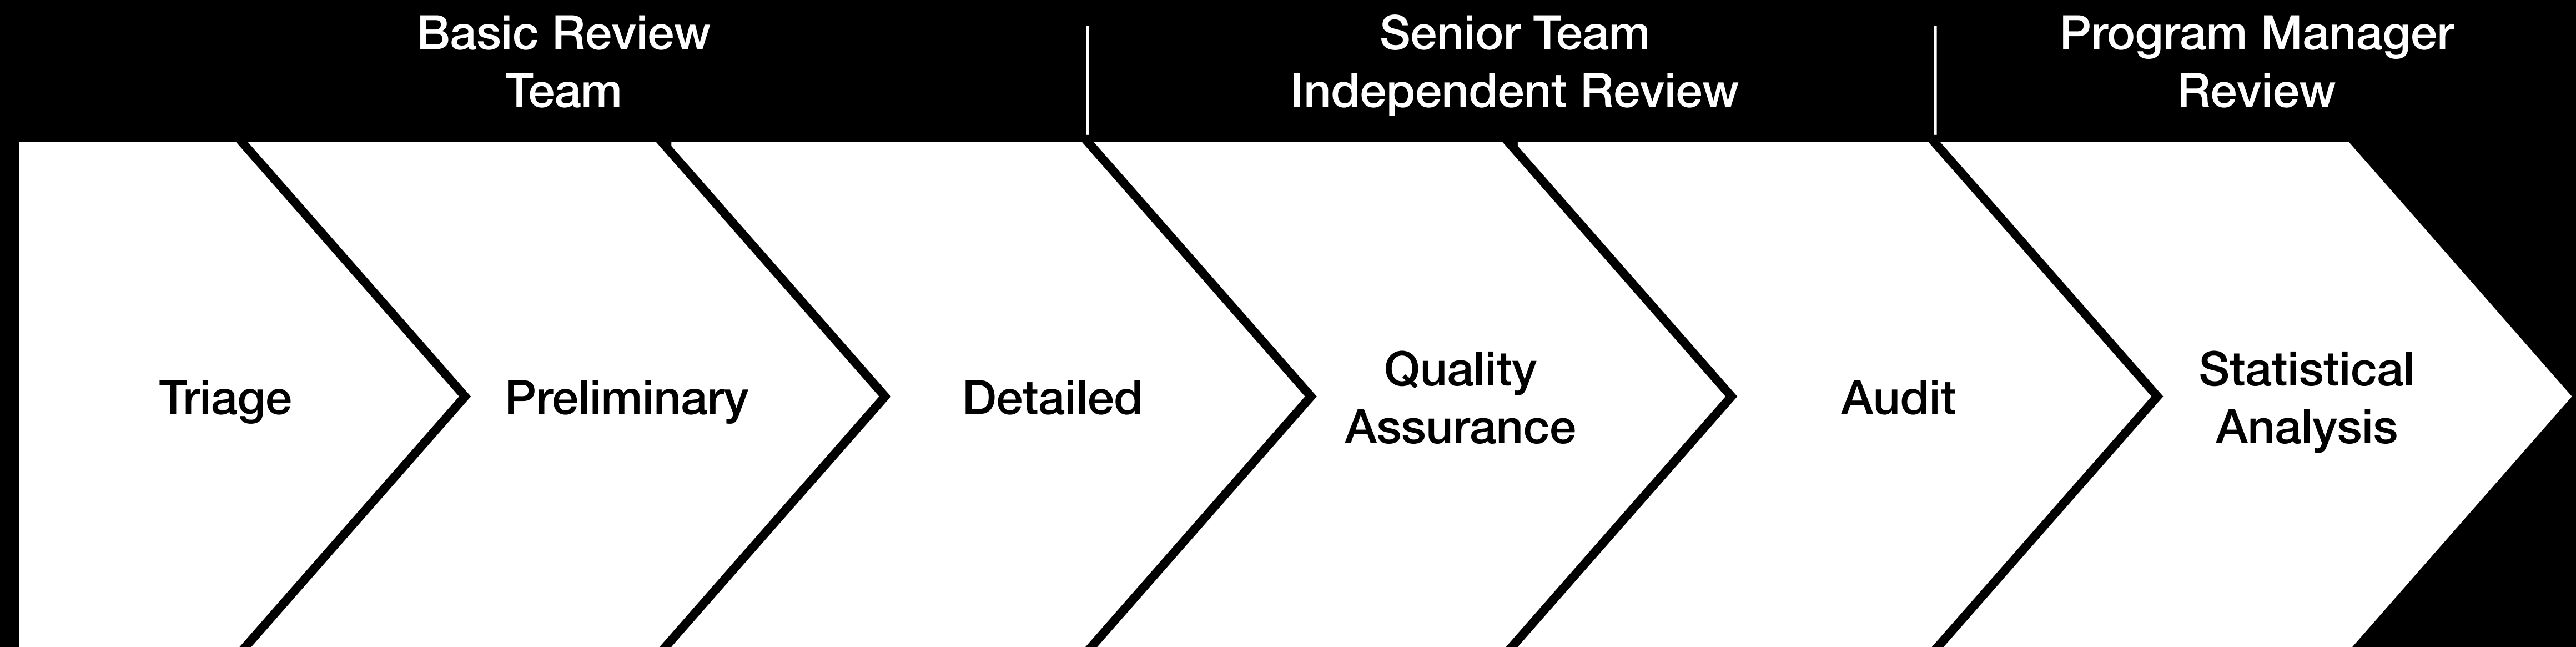 Basic Review
Team
Senior Team
Independent Review
Program Manager
Review
Triage
Preliminary
Detailed
Quality
Assurance
Audit
Statistical
Analysis